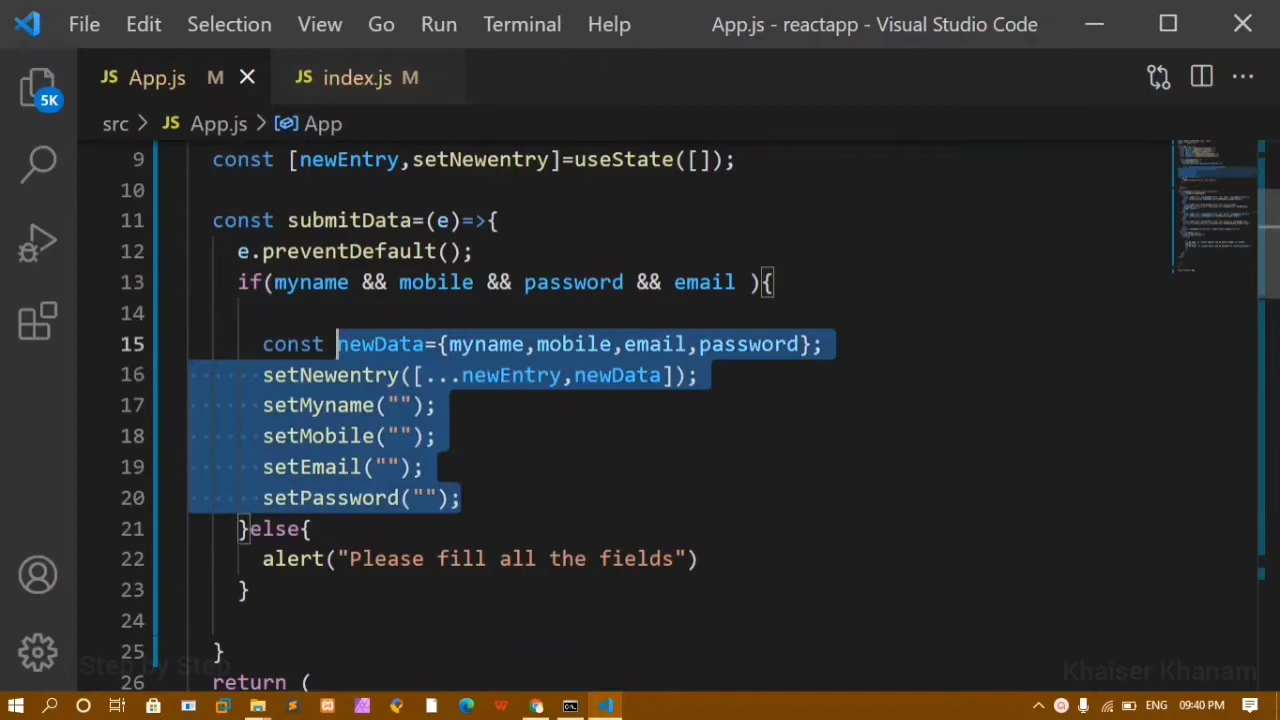 File Edit Selection View Go Run Terminal Help App.js - reactapp - Visual Studio Code
JS App.js M JS index.js M
5K
src > JS App.js > App
9 const [newEntry,setNewentry]=useState([]);
10
11 const submitData=(e)=>{
12 e.preventDefault();
13 if(myname && mobile && password && email ){
14
15 const newData={myname,mobile,email,password};
16 setNewentry([...newEntry,newData]);
17 setMyname("");
18 setMobile("");
19 setEmail("");
20 setPassword("");
21 }else{
22 alert("Please fill all the fields")
23 }
24
25 }
Step by Step Khaiser Khanam
26 return (
ENG 09:40 PM